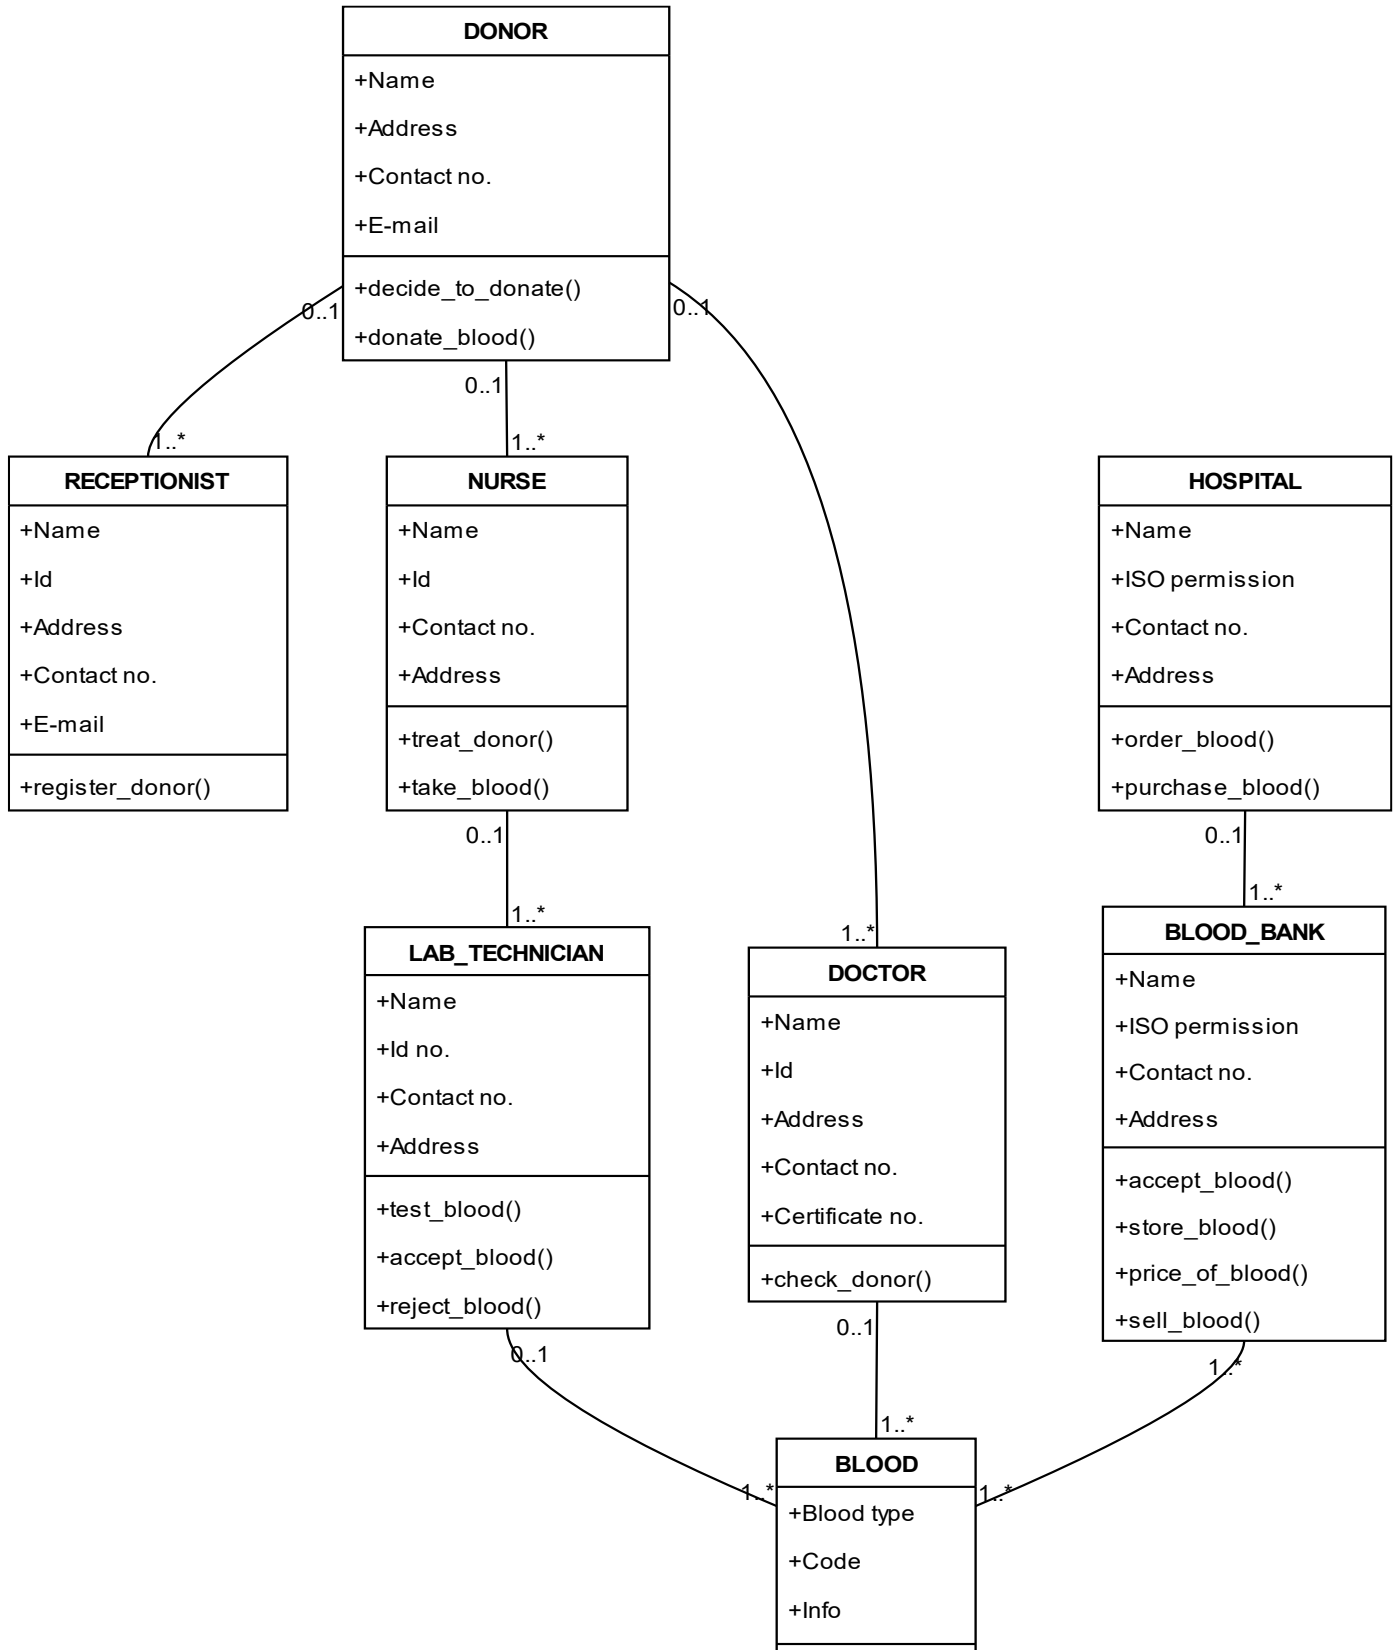 DONOR
+Name
+Address
+Contact no.
+E-mail
+decide_to_donate()
+donate_blood()
0..1
0..1
0..1
1..*
1..*
RECEPTIONIST
+Name
+Id
+Address
+Contact no.
+E-mail
+register_donor()
NURSE
+Name
+Id
+Contact no.
+Address
+treat_donor()
+take_blood()
HOSPITAL
+Name
+ISO permission
+Contact no.
+Address
+order_blood()
+purchase_blood()
0..1
0..1
1..*
1..*
1..*
LAB_TECHNICIAN
+Name
+Id no.
+Contact no.
+Address
+test_blood()
+accept_blood()
+reject_blood()
DOCTOR
+Name
+Id
+Address
+Contact no.
+Certificate no.
+check_donor()
BLOOD_BANK
+Name
+ISO permission
+Contact no.
+Address
+accept_blood()
+store_blood()
+price_of_blood()
+sell_blood()
0..1
0..1
1..*
1..*
1..*
1..*
BLOOD
+Blood type
+Code
+Info